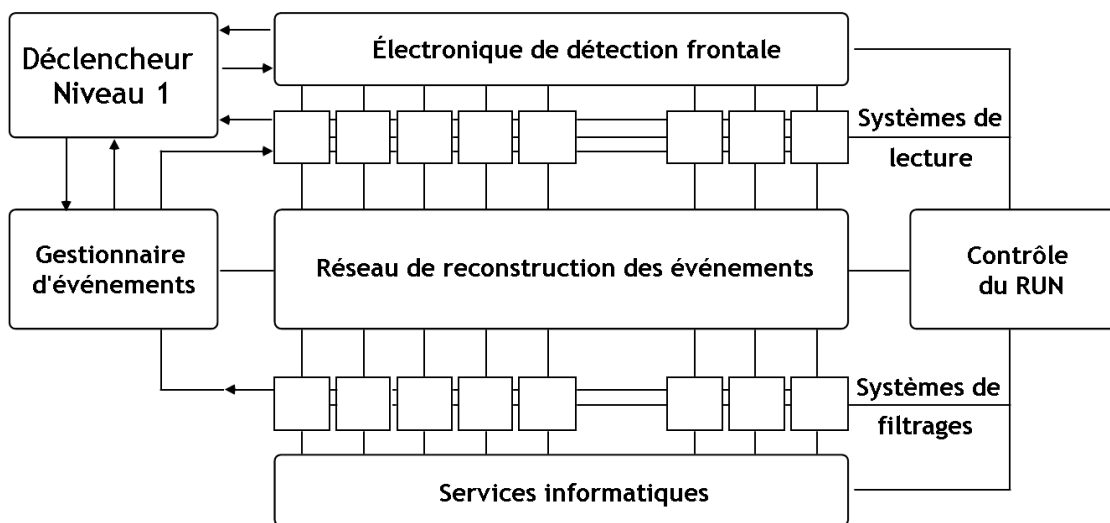 Déclencheur
Niveau 1
Électronique de détection frontale
Systèmes de
lecture
Gestionnaire
d'événements
Réseau de reconstruction des événements
Contrôle
du RUN
Systèmes de
filtrages
Services informatiques